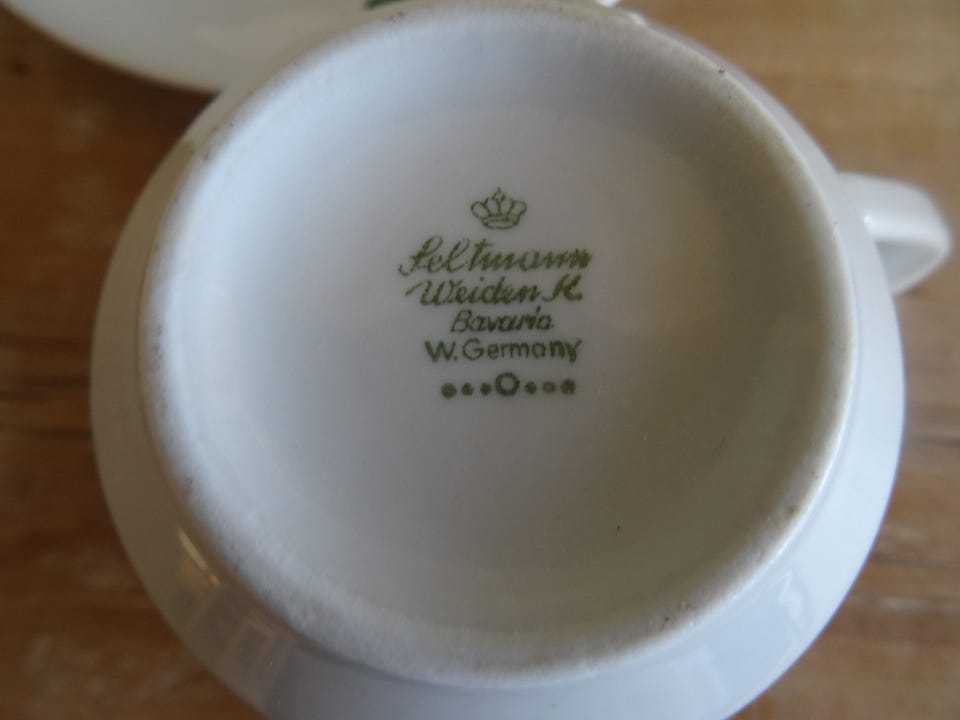 Seltmann
Weiden K
Bavaria
W. Germany